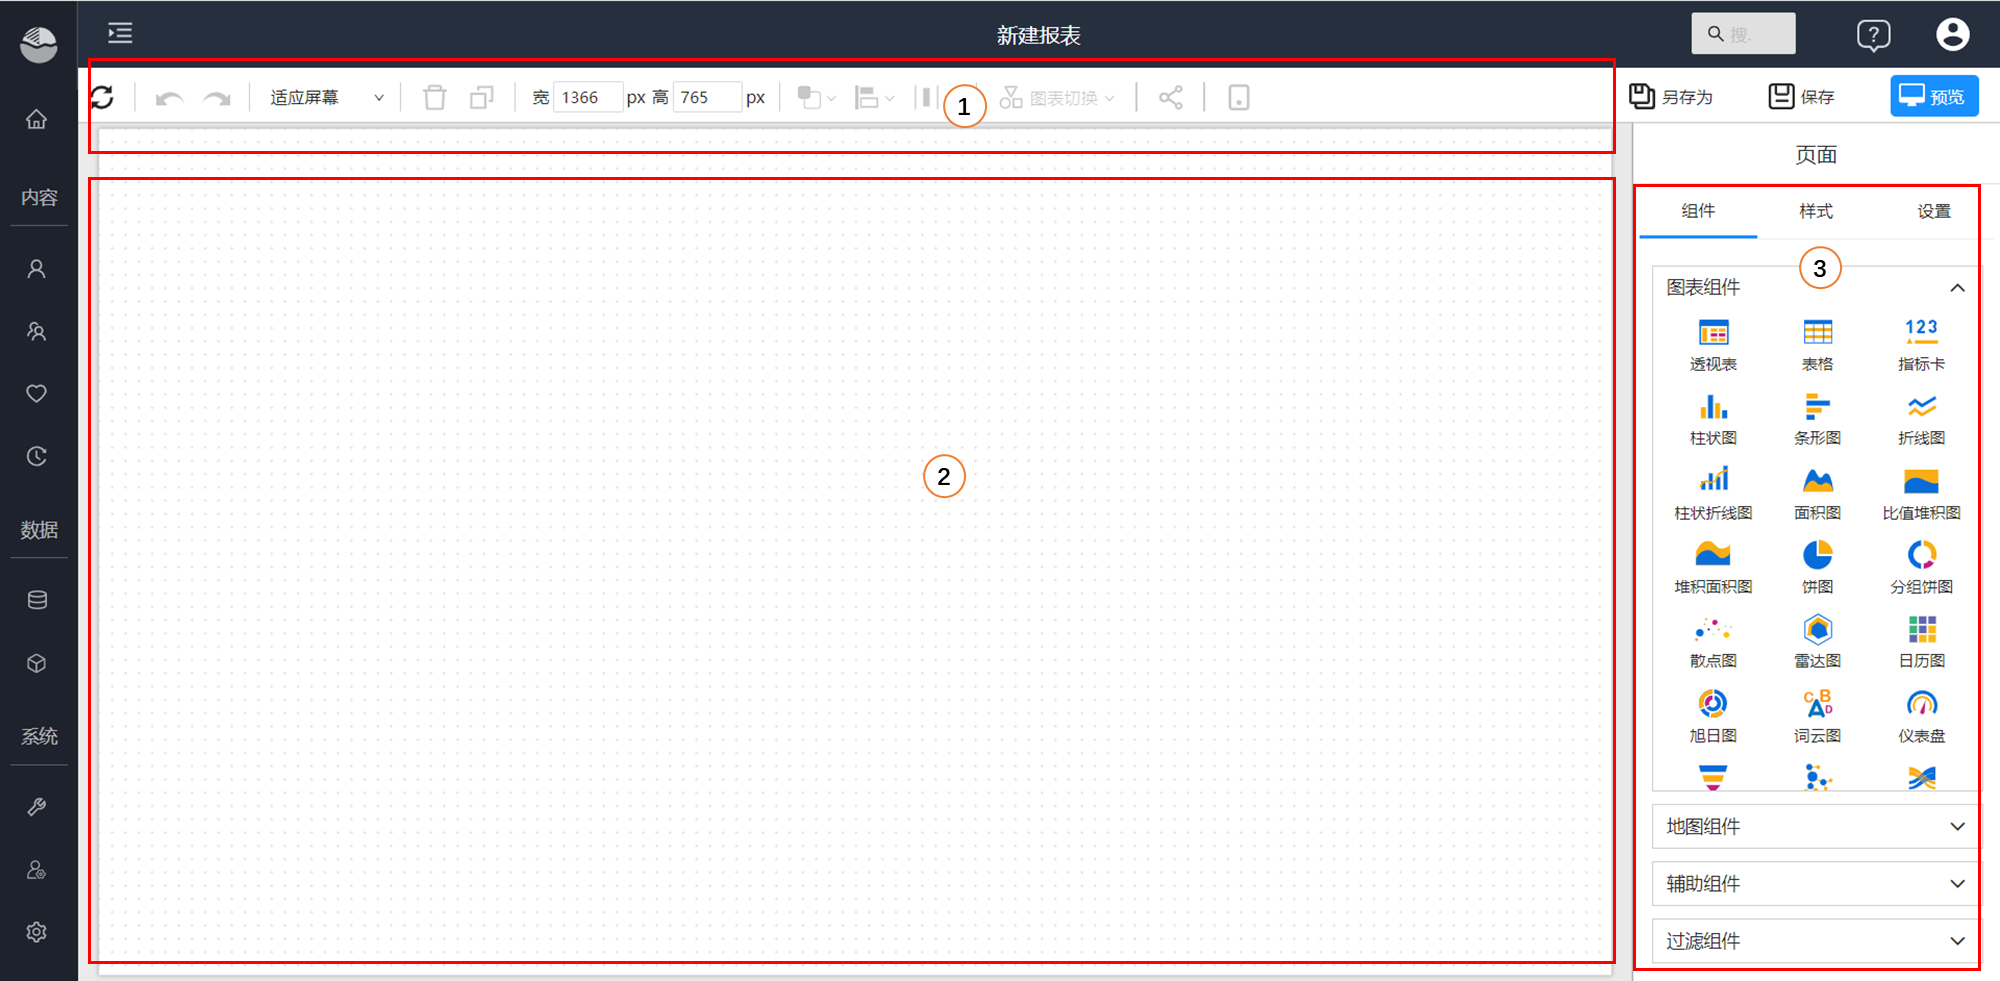 新建报表
搜.
适应屏幕
宽 1366 px 高 765 px
图表切换
另存为
保存
预览
1
内容
数据
系统
2
页面
组件 样式 设置
3
图表组件
透视表 表格 指标卡
柱状图 条形图 折线图
柱状折线图 面积图 比值堆积图
堆积面积图 饼图 分组饼图
散点图 雷达图 日历图
旭日图 词云图 仪表盘
地图组件
辅助组件
过滤组件